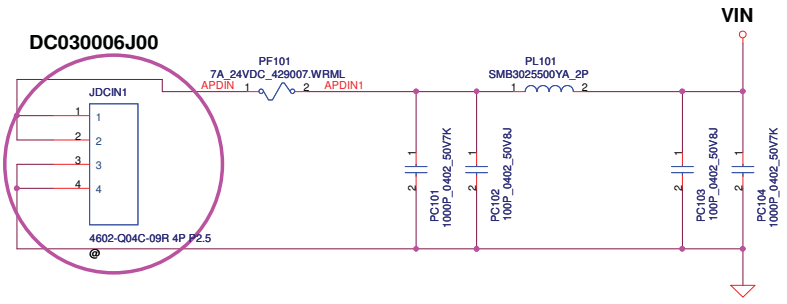 VIN
DC030006J00
PF101
7A_24VDC_429007.WRML
PL101
SMB3025500YA_2P
APDIN
1
2
APDIN1
1
2
JDCIN1
1
1
2
2
3
3
4
4
1
2
PC101
1000P_0402_50V7K
1
2
PC102
100P_0402_50V8J
1
2
PC103
100P_0402_50V8J
1
2
PC104
1000P_0402_50V7K
4602-Q04C-09R 4P P2.5
@